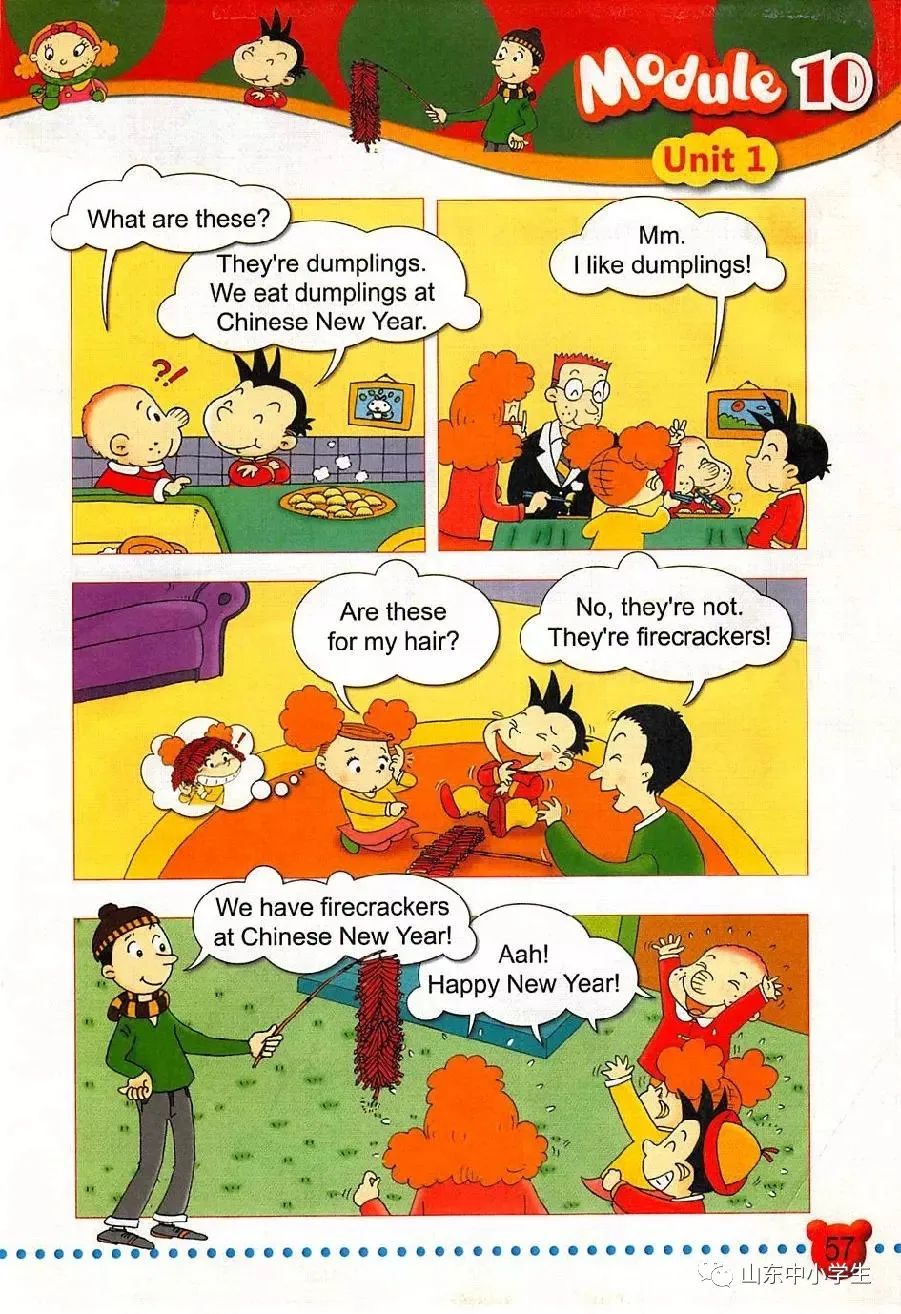 Module 10
Unit 1
What are these?
They're dumplings.
We eat dumplings at
Chinese New Year.
?!
Mm.
I like dumplings!
Are these
for my hair?
No, they're not.
They're firecrackers!
!
We have firecrackers
at Chinese New Year!
Aah!
Happy New Year!
57
山东中小学生